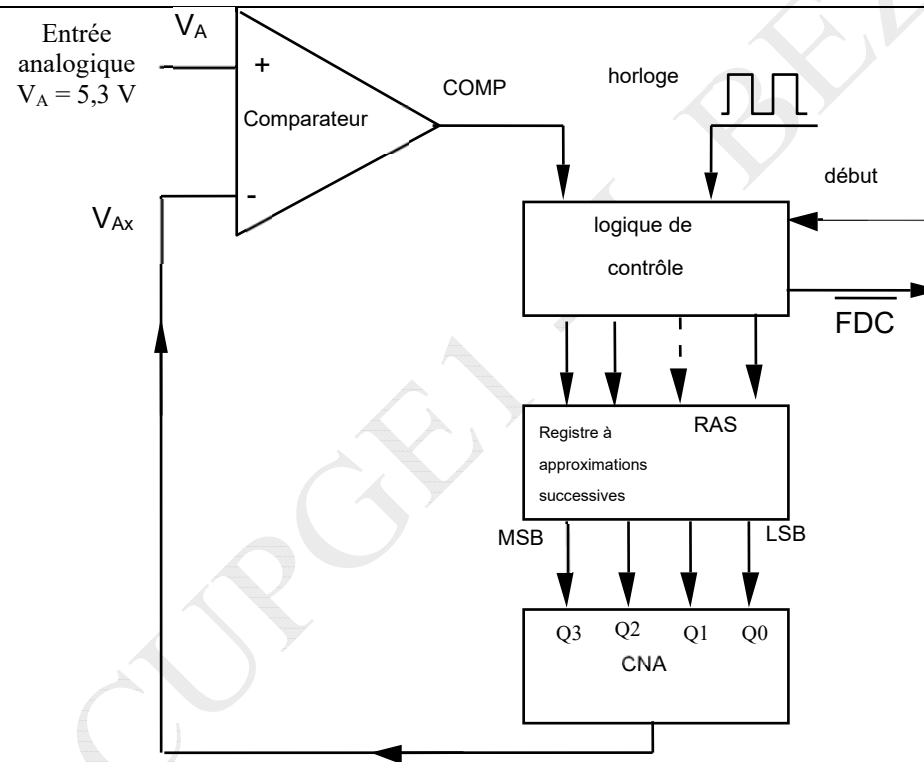 Entrée
analogique
V_A = 5,3 V
V_A
+
Comparateur
-
V_Ax
COMP
horloge
début
logique de
contrôle
FDC
RAS
Registre à
approximations
successives
MSB
LSB
Q3 Q2 Q1 Q0
CNA